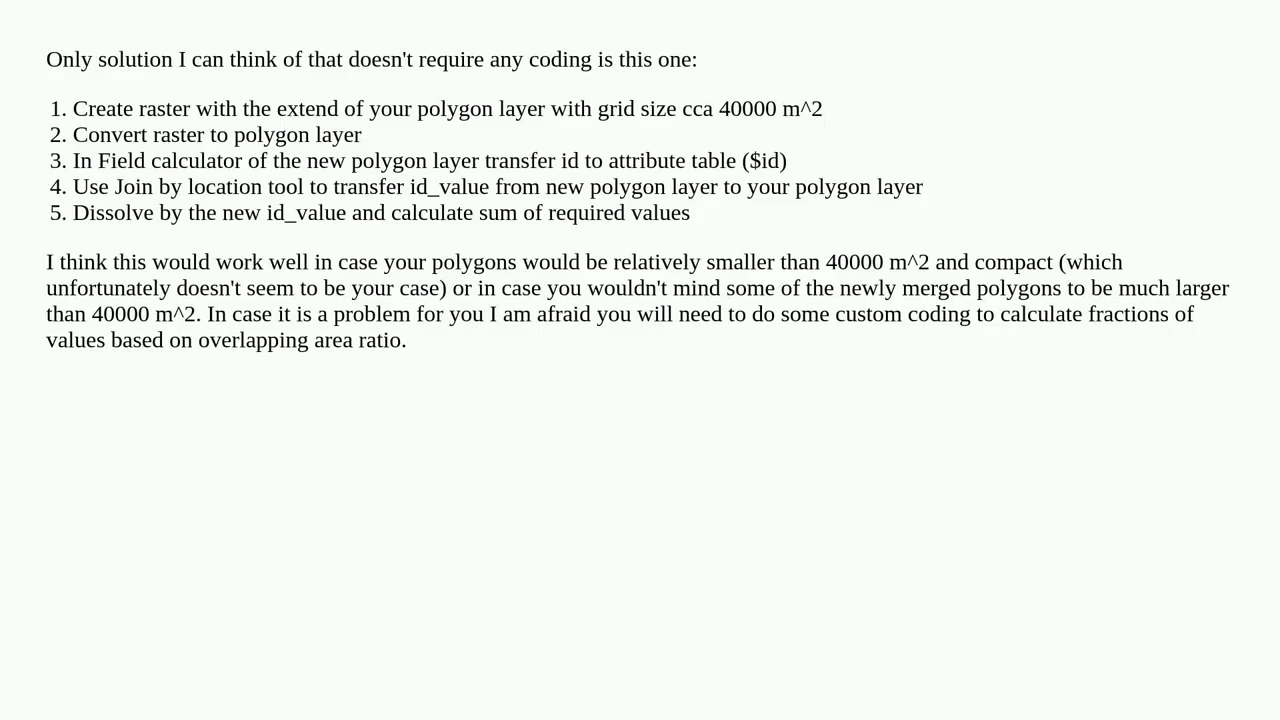 Only solution I can think of that doesn't require any coding is this one:
1. Create raster with the extend of your polygon layer with grid size cca 40000 m^2
2. Convert raster to polygon layer
3. In Field calculator of the new polygon layer transfer id to attribute table ($id)
4. Use Join by location tool to transfer id_value from new polygon layer to your polygon layer
5. Dissolve by the new id_value and calculate sum of required values
I think this would work well in case your polygons would be relatively smaller than 40000 m^2 and compact (which
unfortunately doesn't seem to be your case) or in case you wouldn't mind some of the newly merged polygons to be much larger
than 40000 m^2. In case it is a problem for you I am afraid you will need to do some custom coding to calculate fractions of
values based on overlapping area ratio.